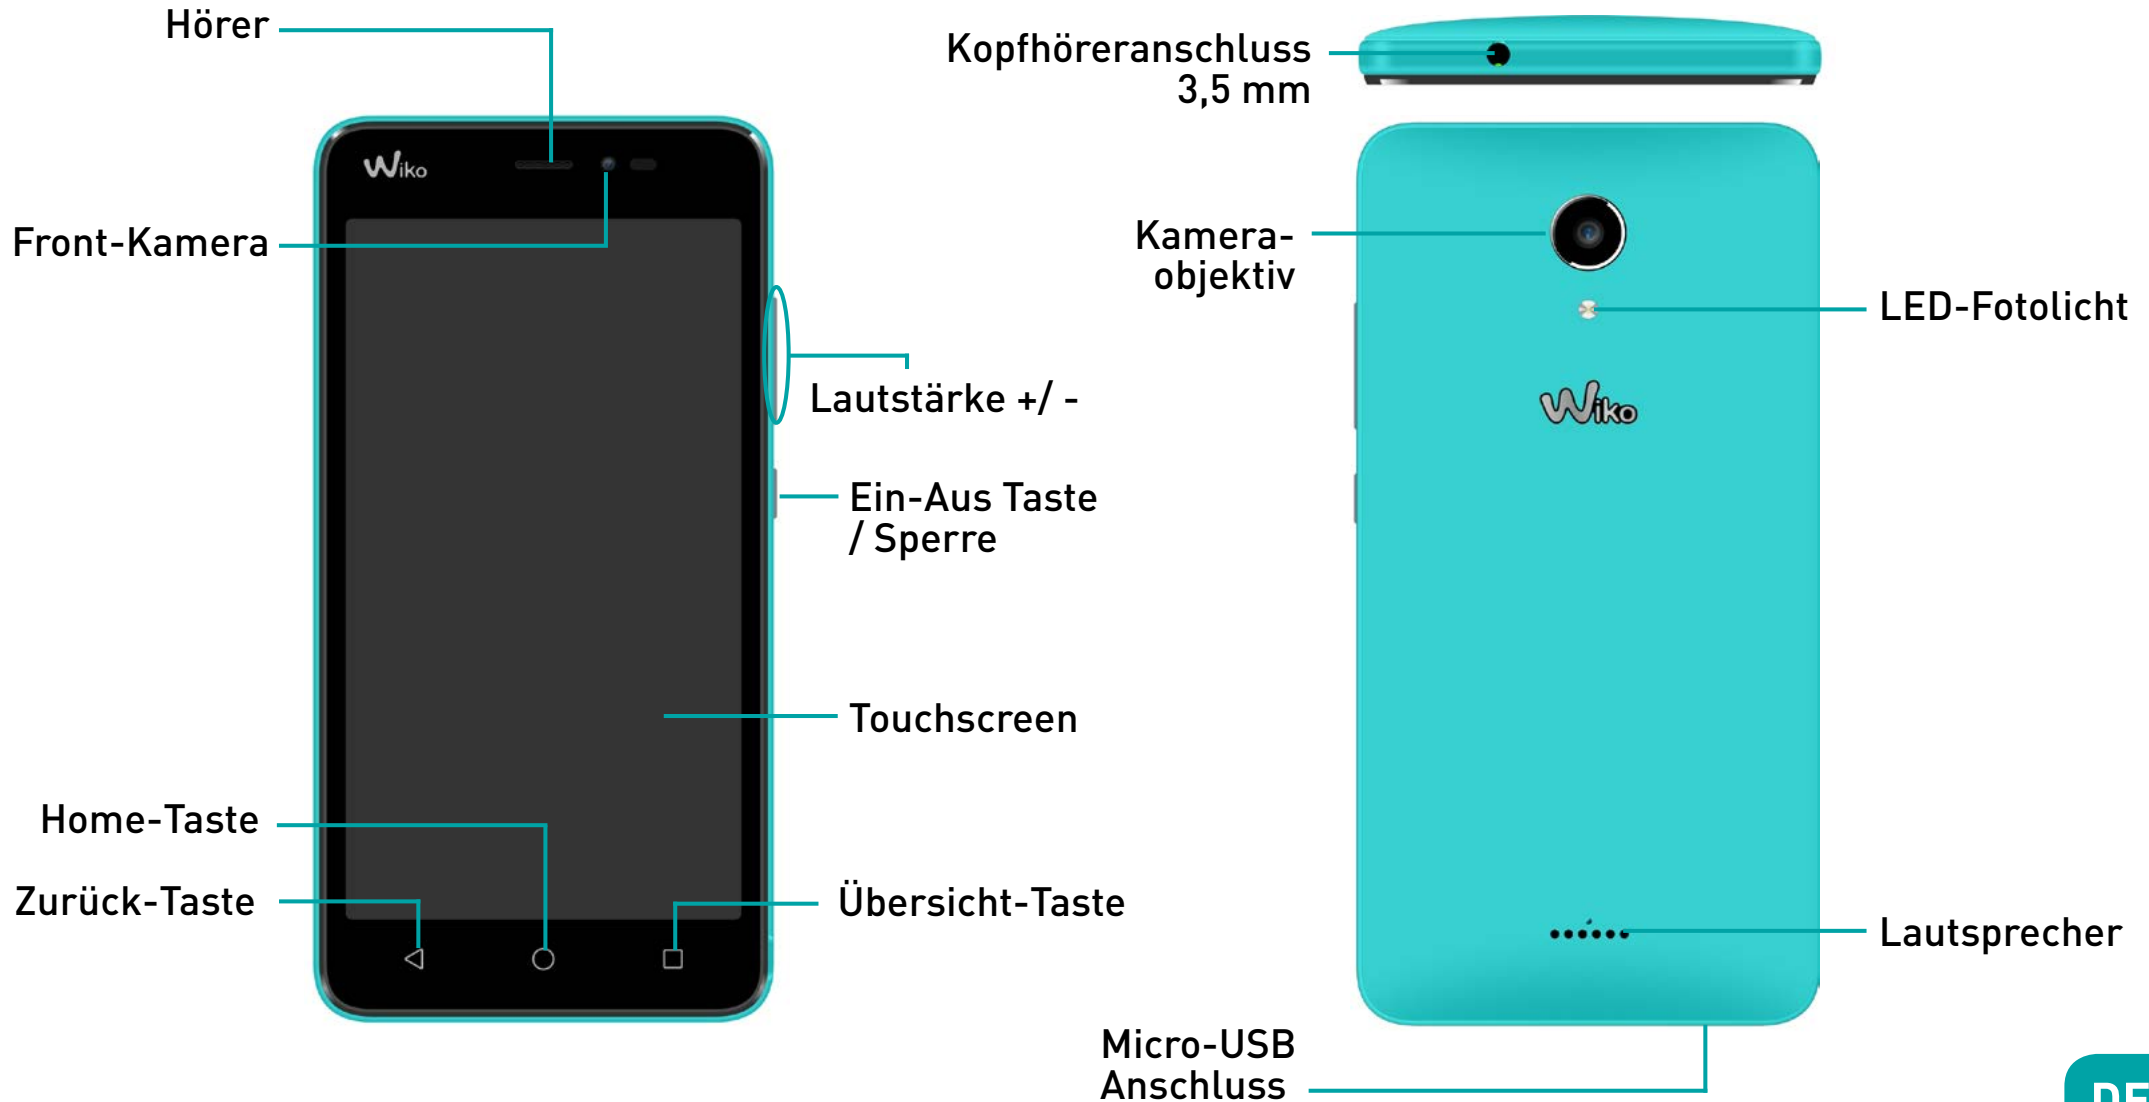 Hörer
Kopfhöreranschluss
3,5 mm
Wiko
Front-Kamera
Kamera-
objektiv
LED-Fotolicht
Lautstärke +/ -
Wiko
Ein-Aus Taste
/ Sperre
Touchscreen
Home-Taste
Zurück-Taste
Übersicht-Taste
Lautsprecher
Micro-USB
Anschluss
DE